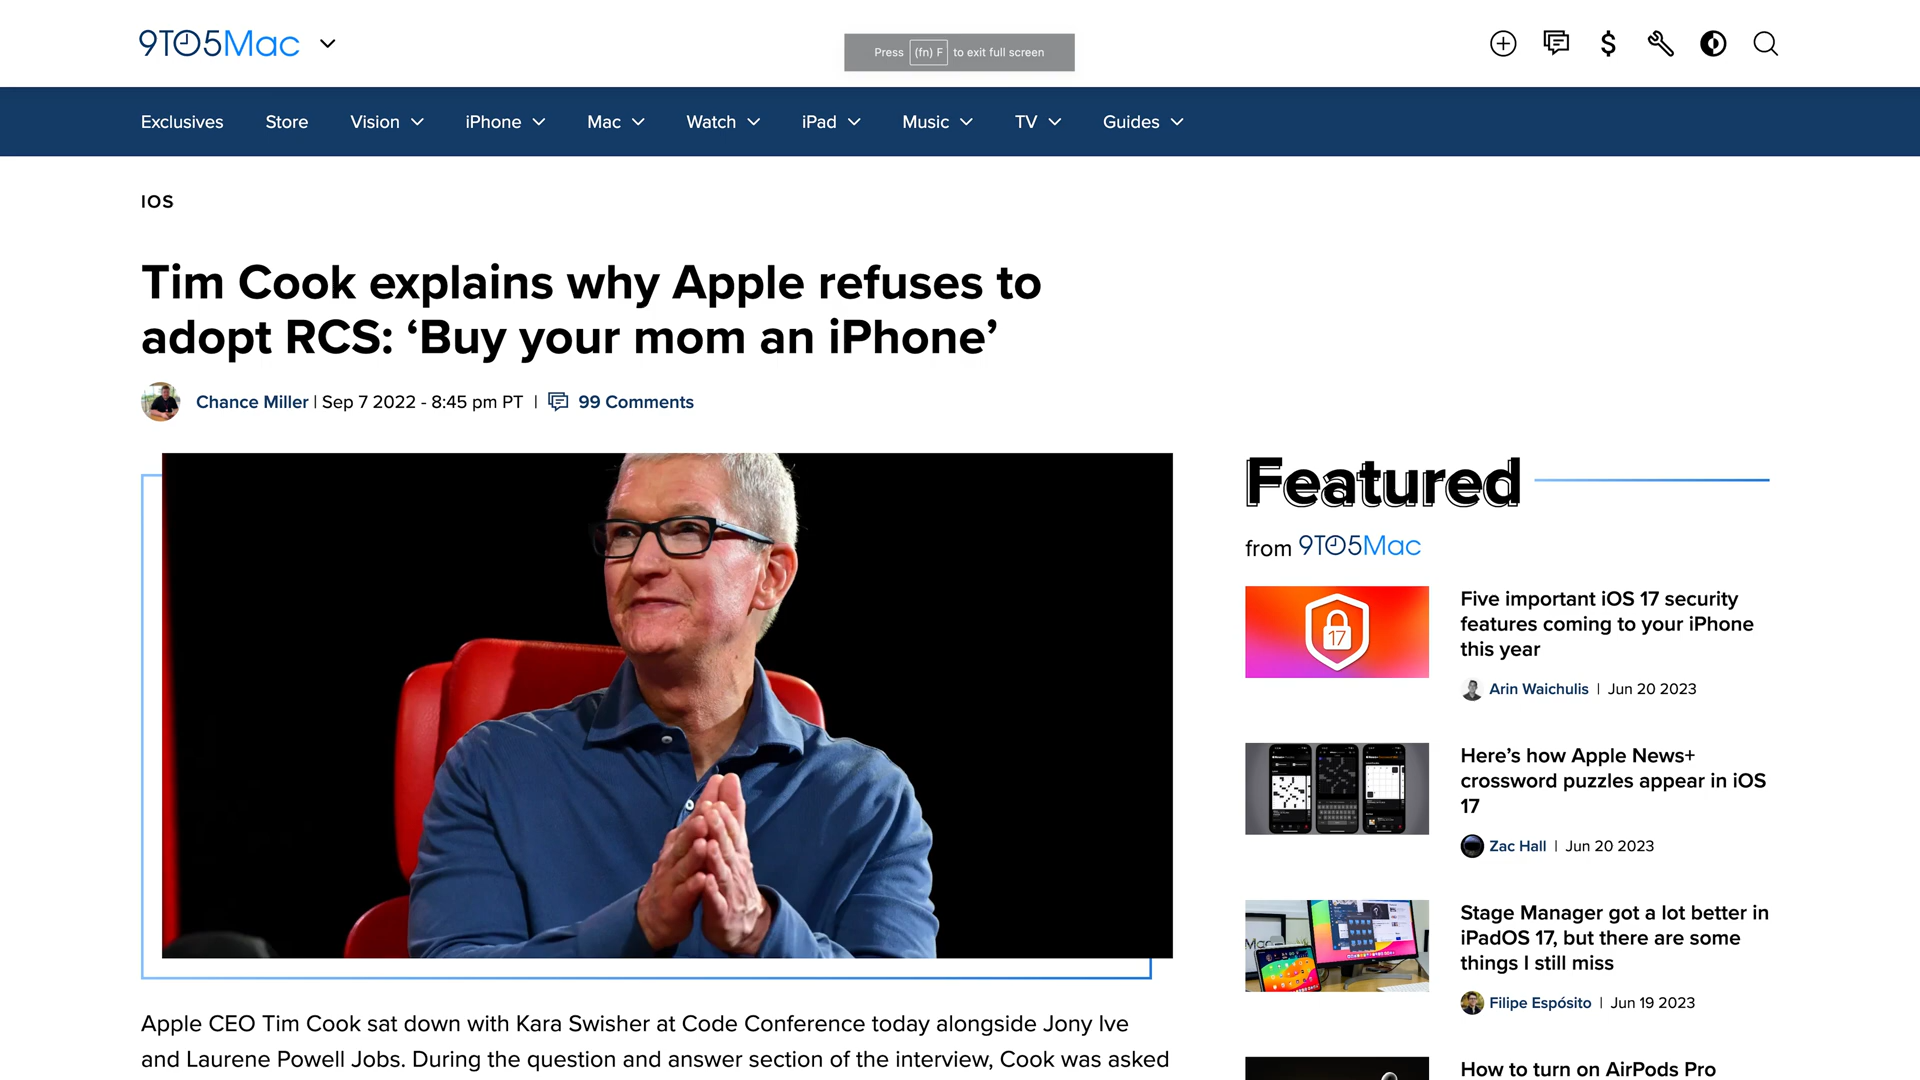 9TO5Mac
Press (fn) F to exit full screen
Exclusives Store Vision iPhone Mac Watch iPad Music TV Guides
IOS
Tim Cook explains why Apple refuses to
adopt RCS: ‘Buy your mom an iPhone’
Chance Miller | Sep 7 2022 - 8:45 pm PT | 99 Comments
Apple CEO Tim Cook sat down with Kara Swisher at Code Conference today alongside Jony Ive
and Laurene Powell Jobs. During the question and answer section of the interview, Cook was asked
Featured
from 9TO5Mac
17
Five important iOS 17 security
features coming to your iPhone
this year
Arin Waichulis | Jun 20 2023
Here’s how Apple News+
crossword puzzles appear in iOS
17
Zac Hall | Jun 20 2023
Stage Manager got a lot better in
iPadOS 17, but there are some
things I still miss
Filipe Espósito | Jun 19 2023
How to turn on AirPods Pro